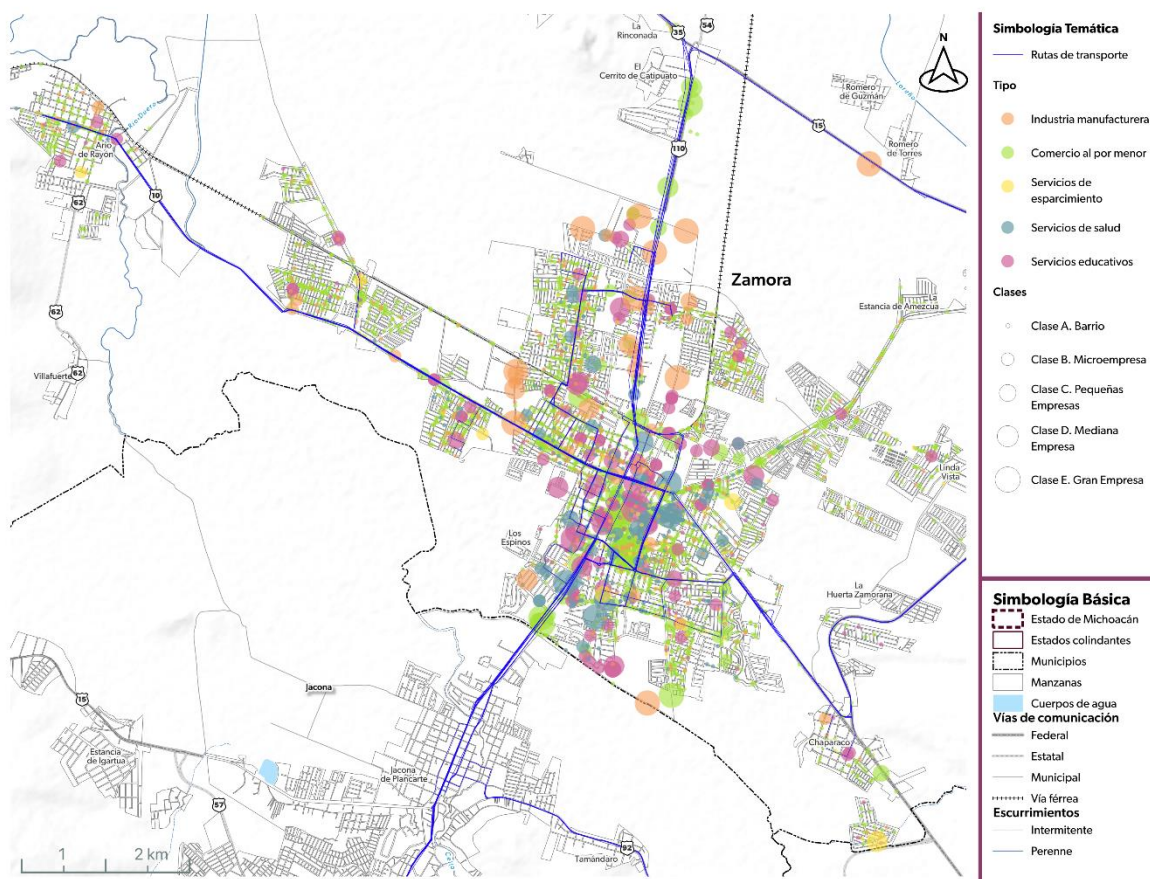 La
Rinconada
35
54
El
Cerrito de Catipuato
N
Romero
de Guzmán
15
Romero
de Torres
110
Río Duero
Ario
de Rayón
62
10
Zamora
La
Estancia de Amezcua
62
Villafuerte
62
Linda
Vista
Los
Espinos
La
Huerta Zamorana
Jacona
15
Estancia
de Igartua
Jacona
de Plancarte
57
Chaparaco
Celio
Tamandaro
92
1
2 km
Simbología Temática
Rutas de transporte
Tipo
Industria manufacturera
Comercio al por menor
Servicios de
esparcimiento
Servicios de salud
Servicios educativos
Clases
Clase A. Barrio
Clase B. Microempresa
Clase C. Pequeñas
Empresas
Clase D. Mediana
Empresa
Clase E. Gran Empresa
Simbología Básica
Estado de Michoacán
Estados colindantes
Municipios
Manzanas
Cuerpos de agua
Vías de comunicación
Federal
Estatal
Municipal
Vía férrea
Escurrimientos
Intermitente
Perenne